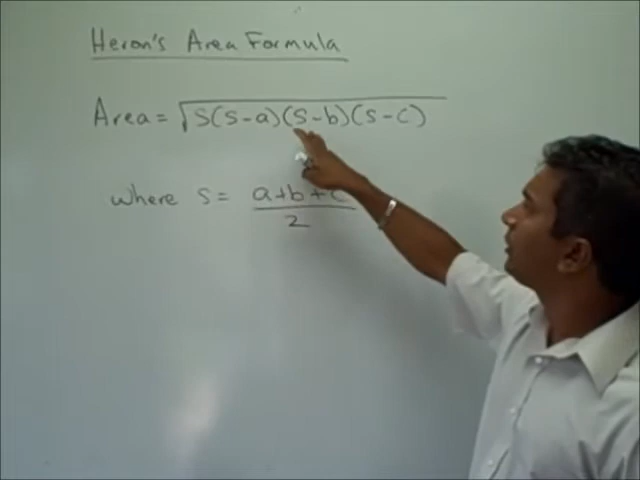 Heron's Area Formula
Area = √S(S-a)(S-b)(S-c)
where S = a+b+c
2